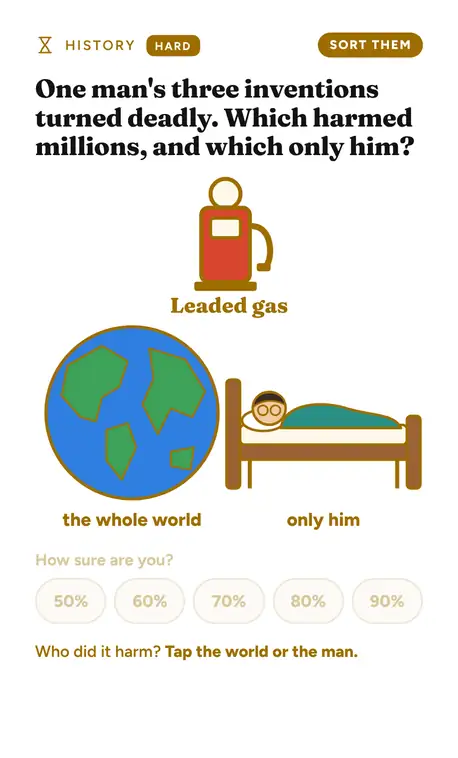 HISTORY HARD SORT THEM
One man's three inventions
turned deadly. Which harmed
millions, and which only him?
Leaded gas
the whole world only him
How sure are you?
50% 60% 70% 80% 90%
Who did it harm? Tap the world or the man.